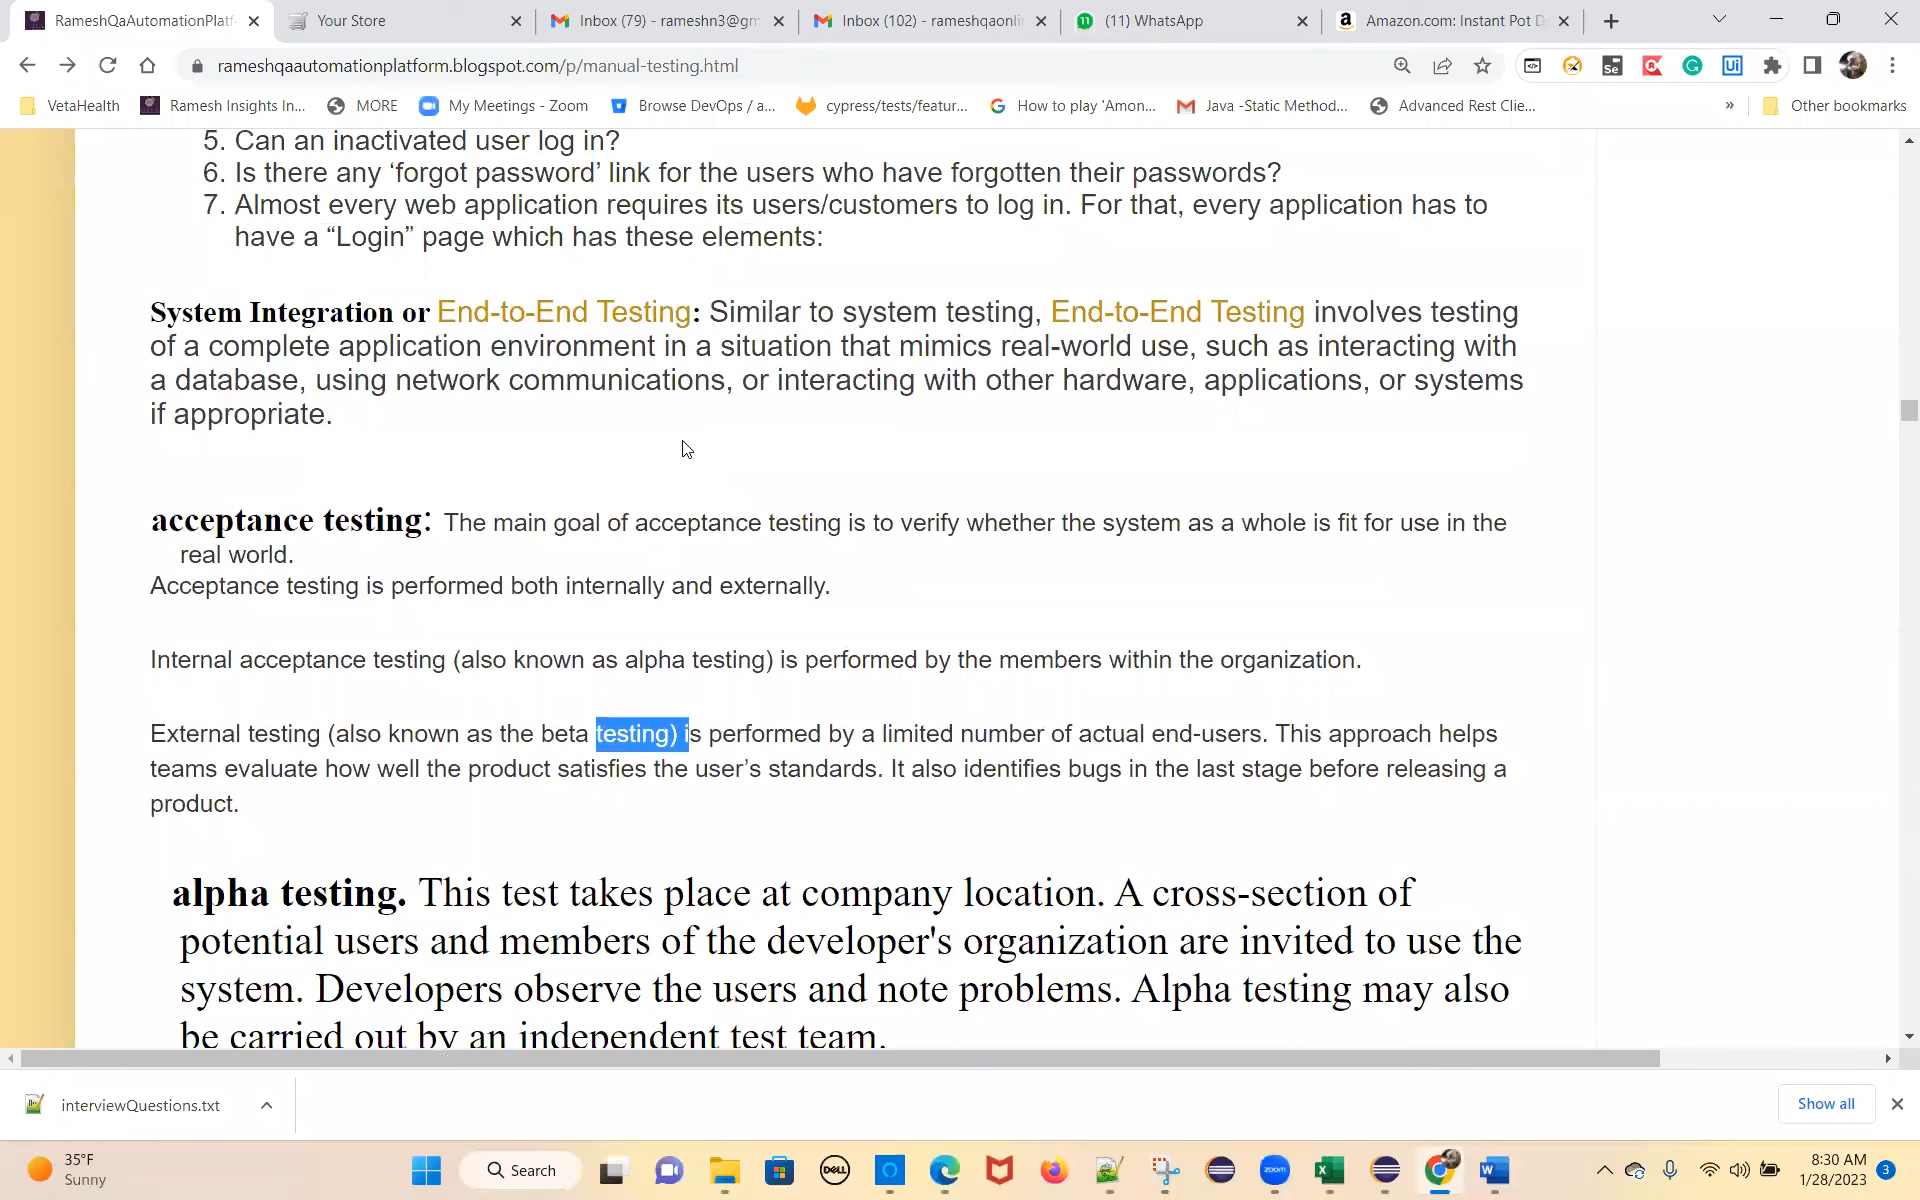 RameshQaAutomationPlatf
Your Store
Inbox (79) - rameshn3@gm
Inbox (102) - rameshqaonli
(11) WhatsApp
Amazon.com: Instant Pot D
rameshqaautomationplatform.blogspot.com/p/manual-testing.html
VetaHealth
Ramesh Insights In...
MORE
My Meetings - Zoom
Browse DevOps / a...
cypress/tests/featur...
How to play 'Amon...
Java -Static Method...
Advanced Rest Clie...
»
Other bookmarks
5. Can an inactivated user log in?
6. Is there any ‘forgot password’ link for the users who have forgotten their passwords?
7. Almost every web application requires its users/customers to log in. For that, every application has to
have a “Login” page which has these elements:
System Integration or End-to-End Testing: Similar to system testing, End-to-End Testing involves testing
of a complete application environment in a situation that mimics real-world use, such as interacting with
a database, using network communications, or interacting with other hardware, applications, or systems
if appropriate.
acceptance testing: The main goal of acceptance testing is to verify whether the system as a whole is fit for use in the
real world.
Acceptance testing is performed both internally and externally.
Internal acceptance testing (also known as alpha testing) is performed by the members within the organization.
External testing (also known as the beta testing) is performed by a limited number of actual end-users. This approach helps
teams evaluate how well the product satisfies the user’s standards. It also identifies bugs in the last stage before releasing a
product.
alpha testing. This test takes place at company location. A cross-section of
potential users and members of the developer's organization are invited to use the
system. Developers observe the users and note problems. Alpha testing may also
be carried out by an independent test team.
interviewQuestions.txt
Show all
35°F
Sunny
Search
DELL
zoom
8:30 AM
1/28/2023
3